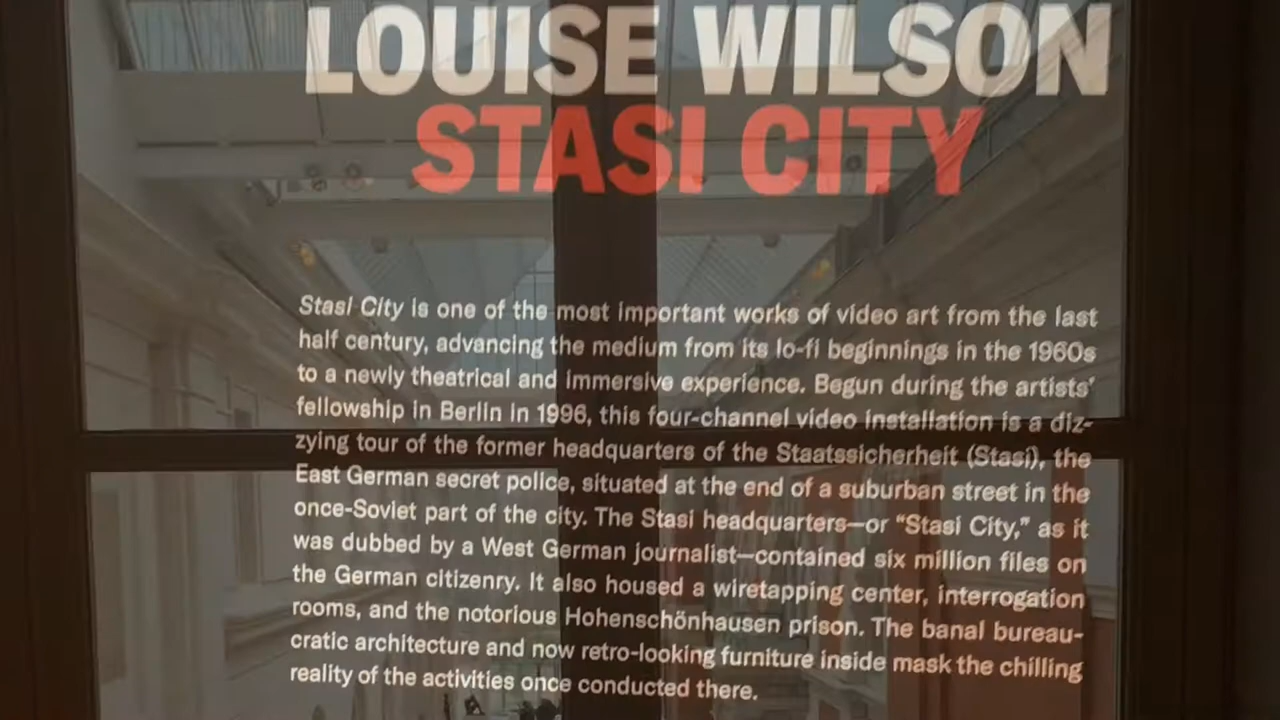 LOUISE WILSON
STASI CITY
Stasi City is one of the most important works of video art from the last
half century, advancing the medium from its lo-fi beginnings in the 1960s
to a newly theatrical and immersive experience. Begun during the artists'
fellowship in Berlin in 1996, this four-channel video installation is a diz-
zying tour of the former headquarters of the Staatssicherheit (Stasi), the
East German secret police, situated at the end of a suburban street in the
once-Soviet part of the city. The Stasi headquarters—or “Stasi City,” as it
was dubbed by a West German journalist—contained six million files on
the German citizenry. It also housed a wiretapping center, interrogation
rooms, and the notorious Hohenschönhausen prison. The banal bureau-
cratic architecture and now retro-looking furniture inside mask the chilling
reality of the activities once conducted there.